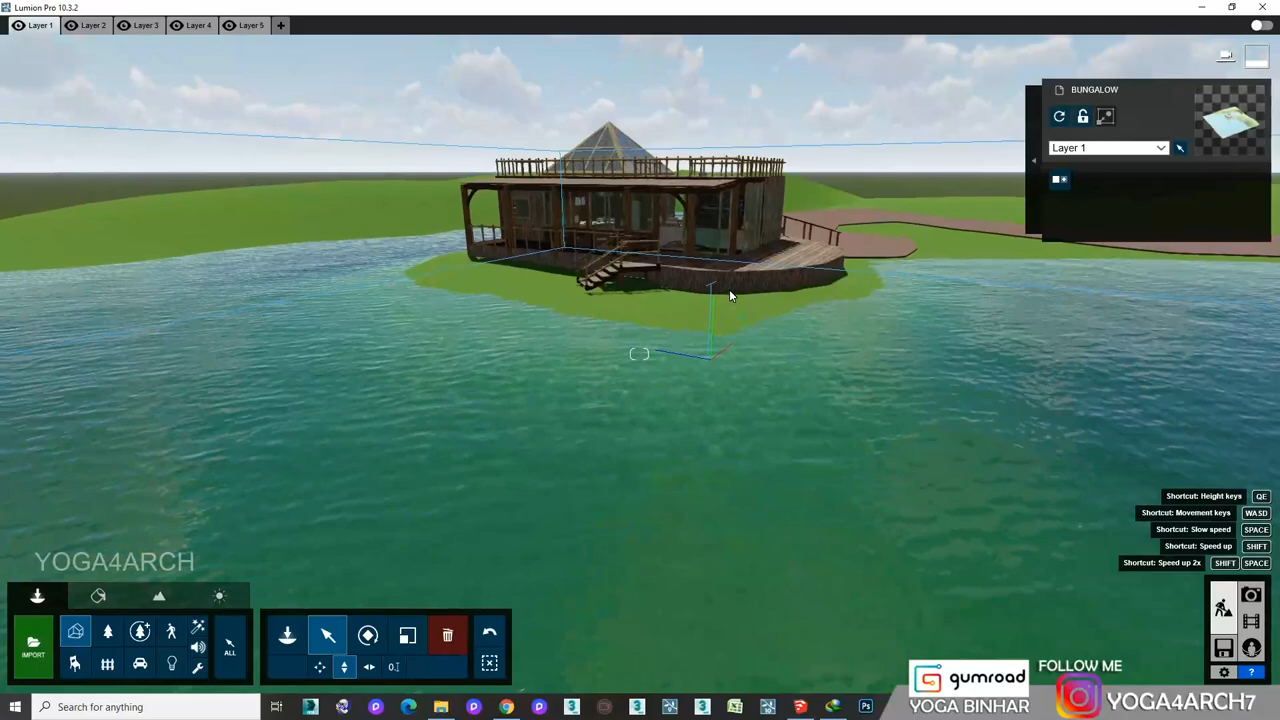 Lumion Pro 10.3.2
Layer 1
Layer 2
Layer 3
Layer 4
Layer 5
BUNGALOW
Layer 1
Shortcut: Height keys QE
Shortcut: Movement keys WASD
Shortcut: Slow speed SPACE
Shortcut: Speed up SHIFT
Shortcut: Speed up 2x SHIFT SPACE
YOGA4ARCH
IMPORT
ALL
0.
?
gumroad
YOGA BINHAR
FOLLOW ME
YOGA4ARCH7
Search for anything
Ps